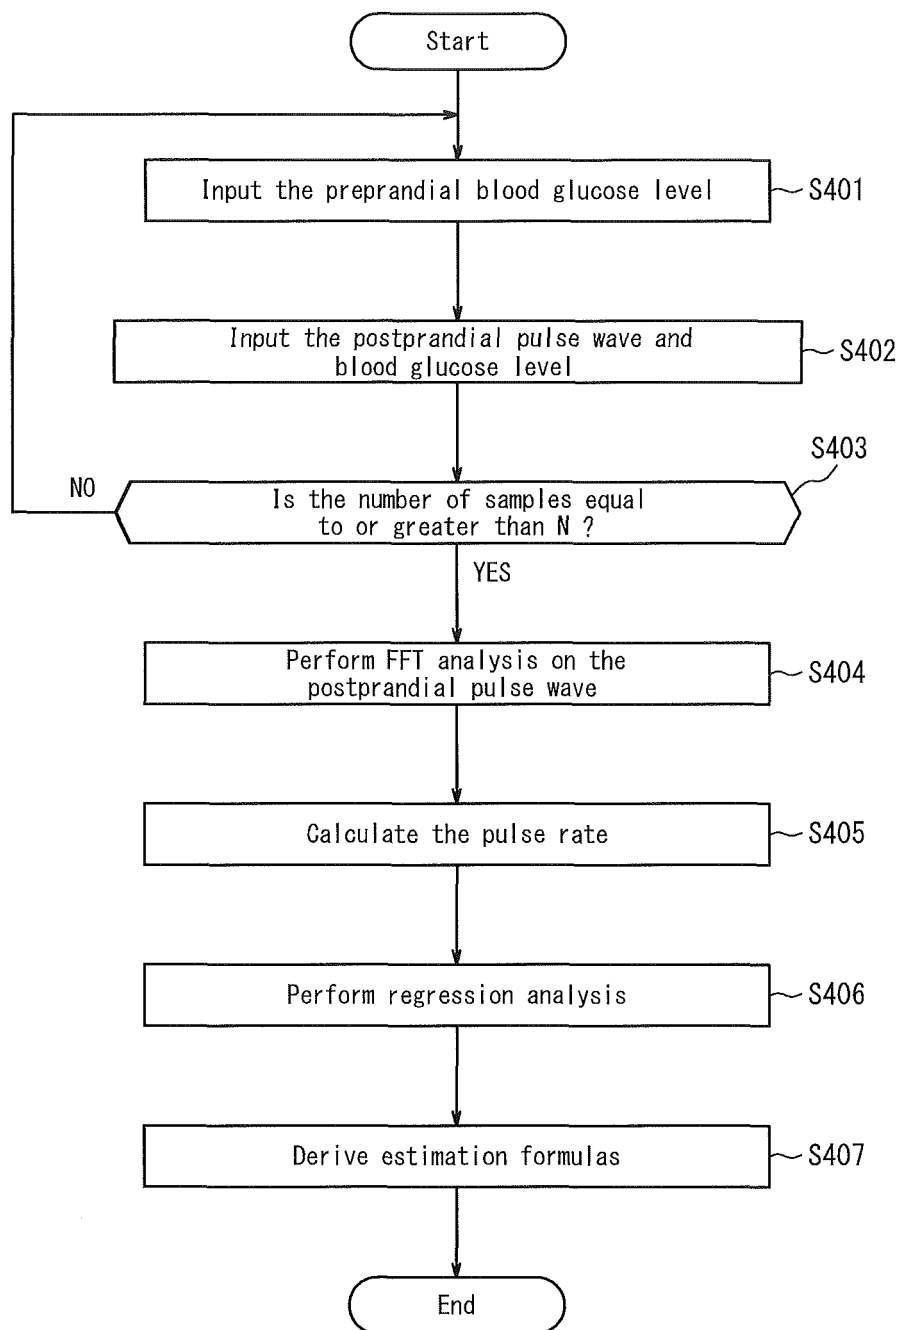 Start
Input the preprandial blood glucose level
S401
Input the postprandial pulse wave and
blood glucose level
S402
S403
NO
Is the number of samples equal
to or greater than N ?
YES
Perform FFT analysis on the
postprandial pulse wave
S404
Calculate the pulse rate
S405
Perform regression analysis
S406
Derive estimation formulas
S407
End